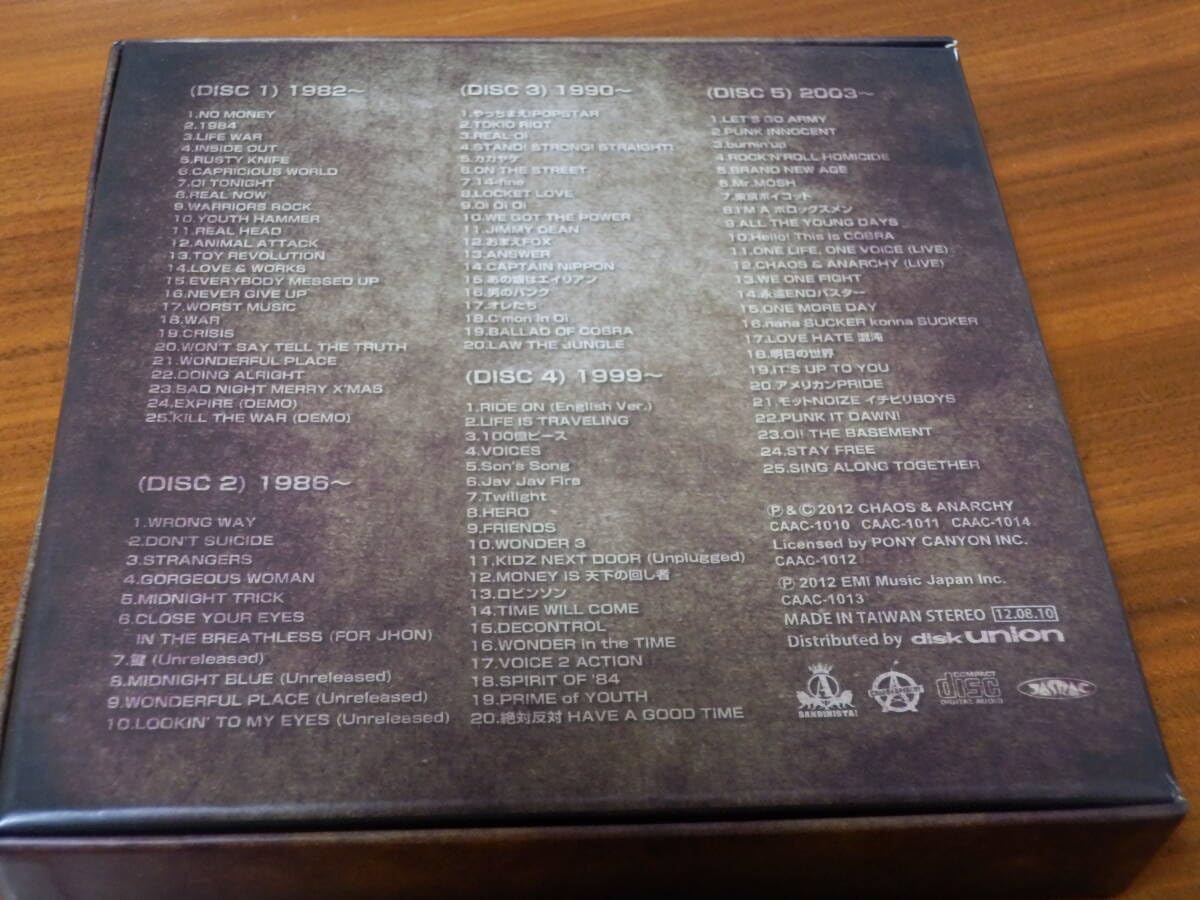 (DISC 1) 1982~
1.NO MONEY
2.1984
3.LIFE WAR
4.INSIDE OUT
5.RUSTY KNIFE
6.CAPRICIOUS WORLD
7.OI TONIGHT
8.REAL NOW
9.WARRIORS ROCK
10.YOUTH HAMMER
11.REAL HEAD
12.ANIMAL ATTACK
13.TOY REVOLUTION
14.LOVE & WORKS
15.EVERYBODY MESSED UP
16.NEVER GIVE UP
17.WORST MUSIC
18.WAR
19.CRISIS
20.WON'T SAY TELL THE TRUTH
21.WONDERFUL PLACE
22.DOING ALRIGHT
23.BAD NIGHT MERRY X'MAS
24.EXPIRE (DEMO)
25.KILL THE WAR (DEMO)
(DISC 2) 1986~
1.WRONG WAY
2.DON'T SUICIDE
3.STRANGERS
4.GORGEOUS WOMAN
5.MIDNIGHT TRICK
6.CLOSE YOUR EYES
IN THE BREATHLESS (FOR JHON)
7.鍵 (Unreleased)
8.MIDNIGHT BLUE (Unreleased)
9.WONDERFUL PLACE (Unreleased)
10.LOOKIN' TO MY EYES (Unreleased)
(DISC 3) 1990~
1.やっちまえ!POPSTAR
2.TOKIO RIOT
3.REAL OI
4.STAND! STRONG! STRAIGHT!
5.カガヤケ
6.ON THE STREET
7.14-fine
8.LOCKET LOVE
9.Oi Oi Oi
10.WE GOT THE POWER
11.JIMMY DEAN
12.おまえFOX
13.ANSWER
14.CAPTAIN NIPPON
15.あの娘はエイリアン
16.男のパンク
17.オレたち
18.C'mon in Oi
19.BALLAD OF COBRA
20.LAW THE JUNGLE
(DISC 4) 1999~
1.RIDE ON (English Ver.)
2.LIFE IS TRAVELING
3.100億ピース
4.VOICES
5.Son's Song
6.Jav Jav Fire
7.Twilight
8.HERO
9.FRIENDS
10.WONDER 3
11.KIDZ NEXT DOOR (Unplugged)
12.MONEY IS 天下の回し者
13.ロビンソン
14.TIME WILL COME
15.DECONTROL
16.WONDER in the TIME
17.VOICE 2 ACTION
18.SPIRIT OF '84
19.PRIME of YOUTH
20.絶対反対 HAVE A GOOD TIME
(DISC 5) 2003~
1.LET'S GO ARMY
2.PUNK INNOCENT
3.burnin'up
4.ROCK'N'ROLL HOMICIDE
5.BRAND NEW AGE
6.Mr.MOSH
7.東京ボイコット
8.I'M A ボロックスメン
9.ALL THE YOUNG DAYS
10.Hello! This is COBRA
11.ONE LIFE, ONE VOICE (LIVE)
12.CHAOS & ANARCHY (LIVE)
13.WE ONE FIGHT
14.永遠ENDバスター
15.ONE MORE DAY
16.nana SUCKER korina SUCKER
17.LOVE HATE 混沌
18.明日の世界
19.IT'S UP TO YOU
20.アメリカンPRIDE
21.モットNOIZE イチビリBOYS
22.PUNK IT DAWN!
23.OI! THE BASEMENT
24.STAY FREE
25.SING ALONG TOGETHER
Ⓟ & Ⓒ 2012 CHAOS & ANARCHY
CAAC-1010 CAAC-1011 CAAC-1014
Licensed by PONY CANYON INC.
CAAC-1012
Ⓟ 2012 EMI Music Japan Inc.
CAAC-1013
MADE IN TAIWAN STEREO 12.08.10
Distributed by diskunion
A
SANDINISTA!
COMPACT
disc
DIGITAL AUDIO
JASRAC